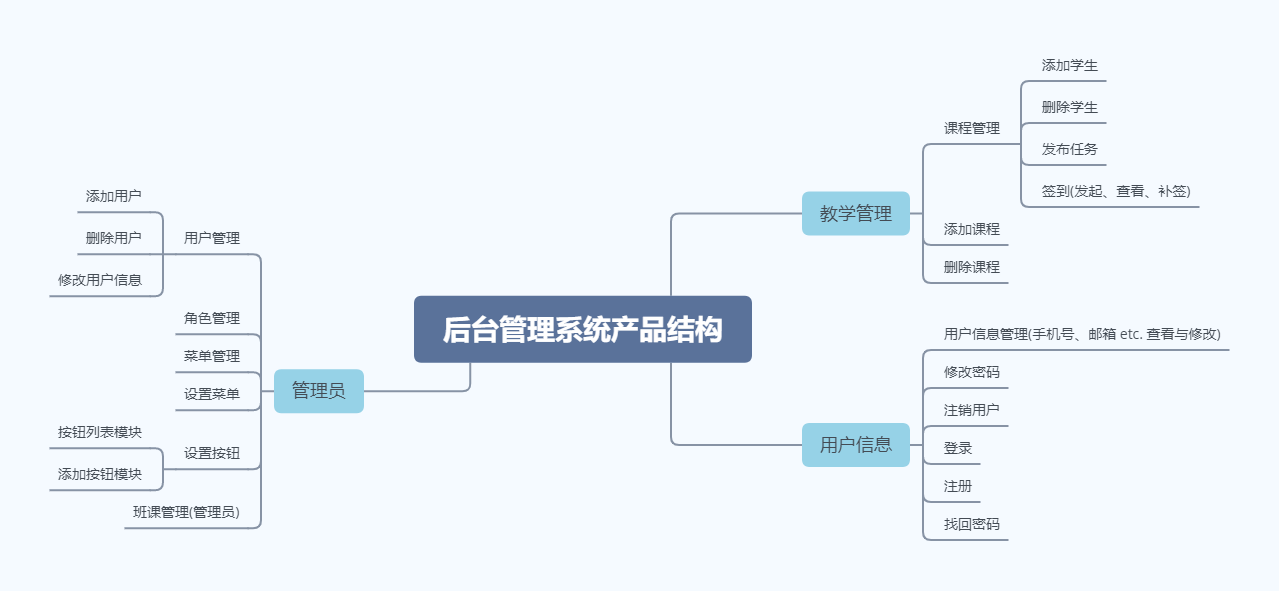 后台管理系统产品结构
教学管理
课程管理
添加学生
删除学生
发布任务
签到(发起、查看、补签)
添加课程
删除课程
用户信息
用户信息管理(手机号、邮箱 etc. 查看与修改)
修改密码
注销用户
登录
注册
找回密码
管理员
用户管理
添加用户
删除用户
修改用户信息
角色管理
菜单管理
设置菜单
设置按钮
按钮列表模块
添加按钮模块
班课管理(管理员)